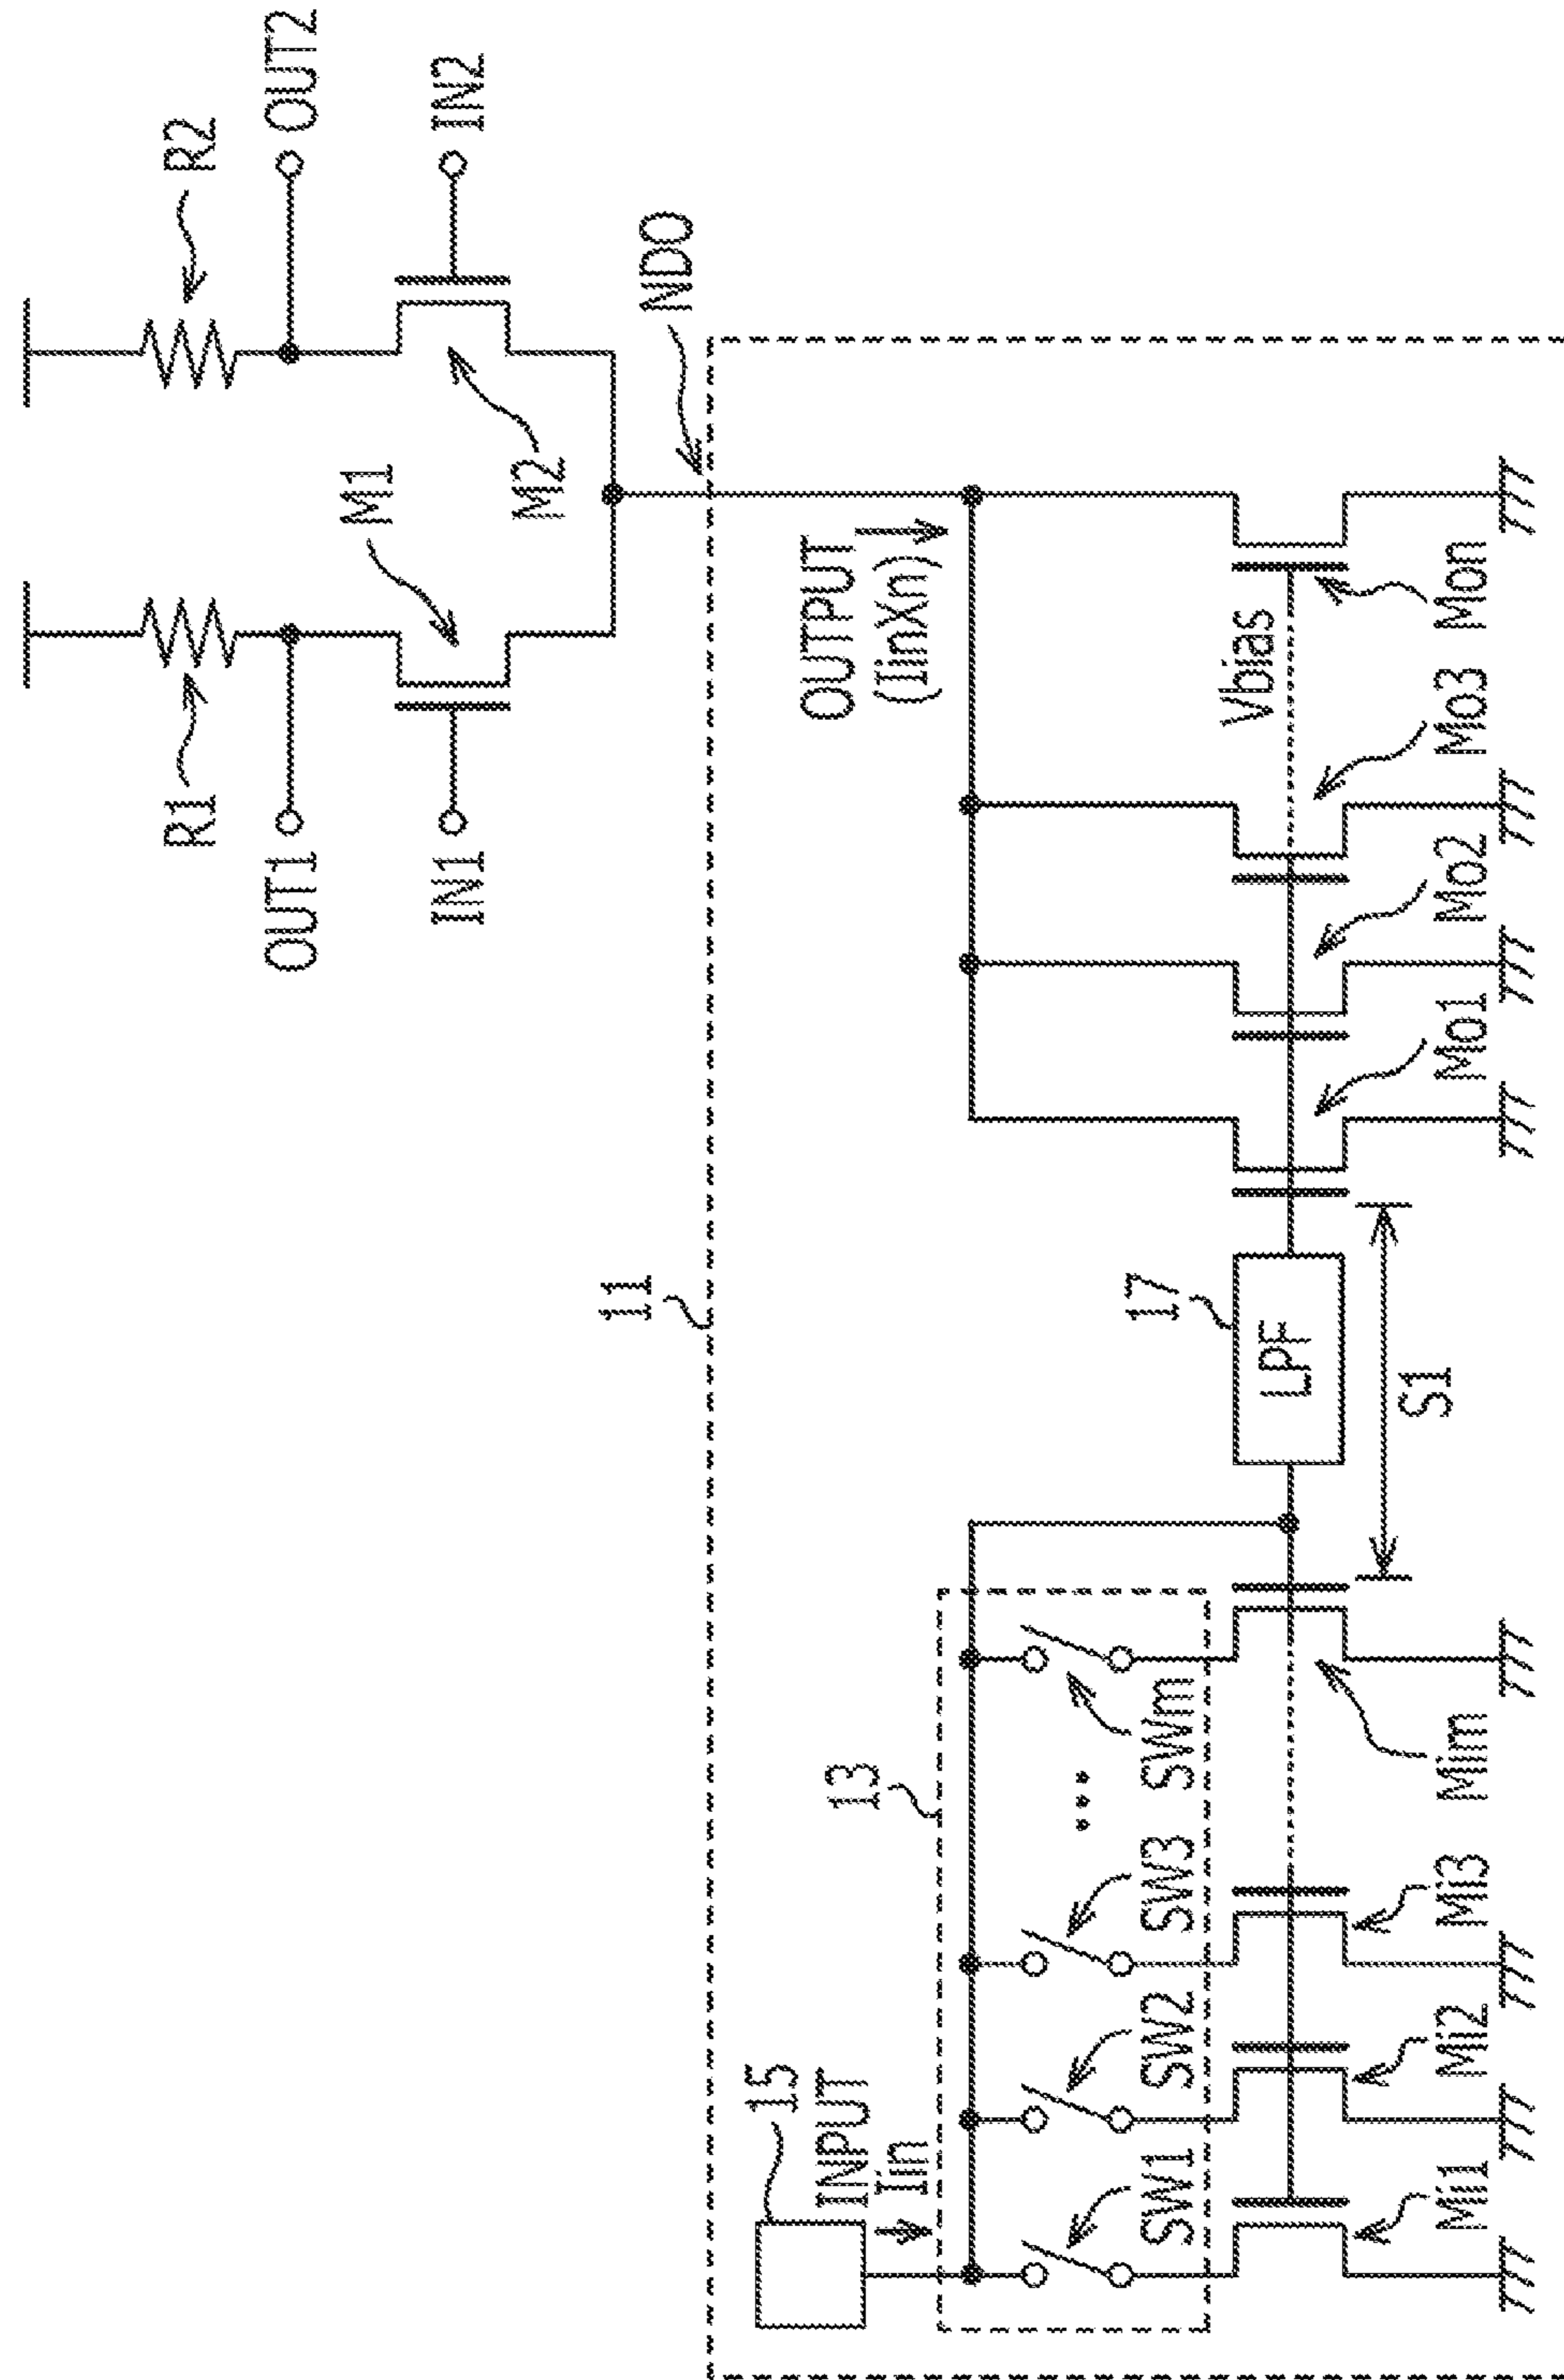 R1
R2
OUT1
OUT2
M1
IN1
M2
IN2
NDO
11
15
INPUT
Iin
13
OUTPUT
(IinXn)
SW1
SW2
SW3
...
SWm
17
LPF
Vbias
S1
Mi1
Mi2
Mi3
Mim
Mo1
Mo2
Mo3
Mon